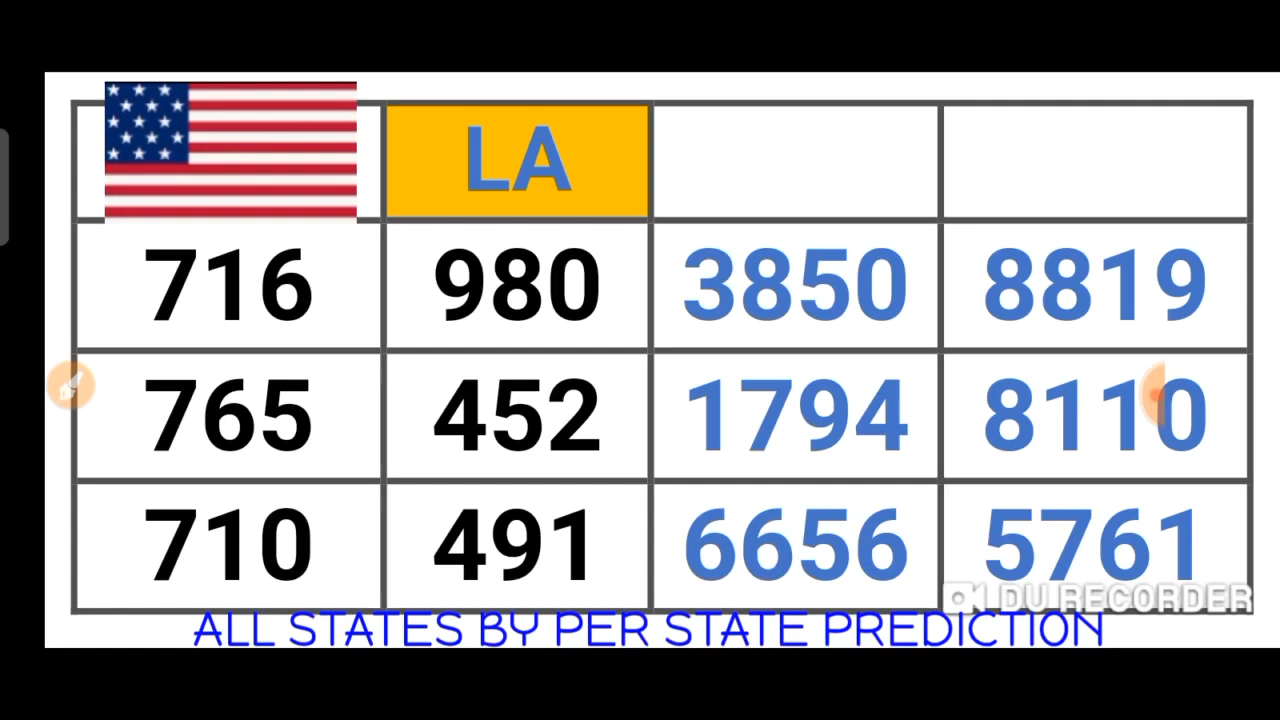 LA
716 980 3850 8819
765 452 1794 8110
710 491 6656 5761
DU RECORDER
ALL STATES BY PER STATE PREDICTION